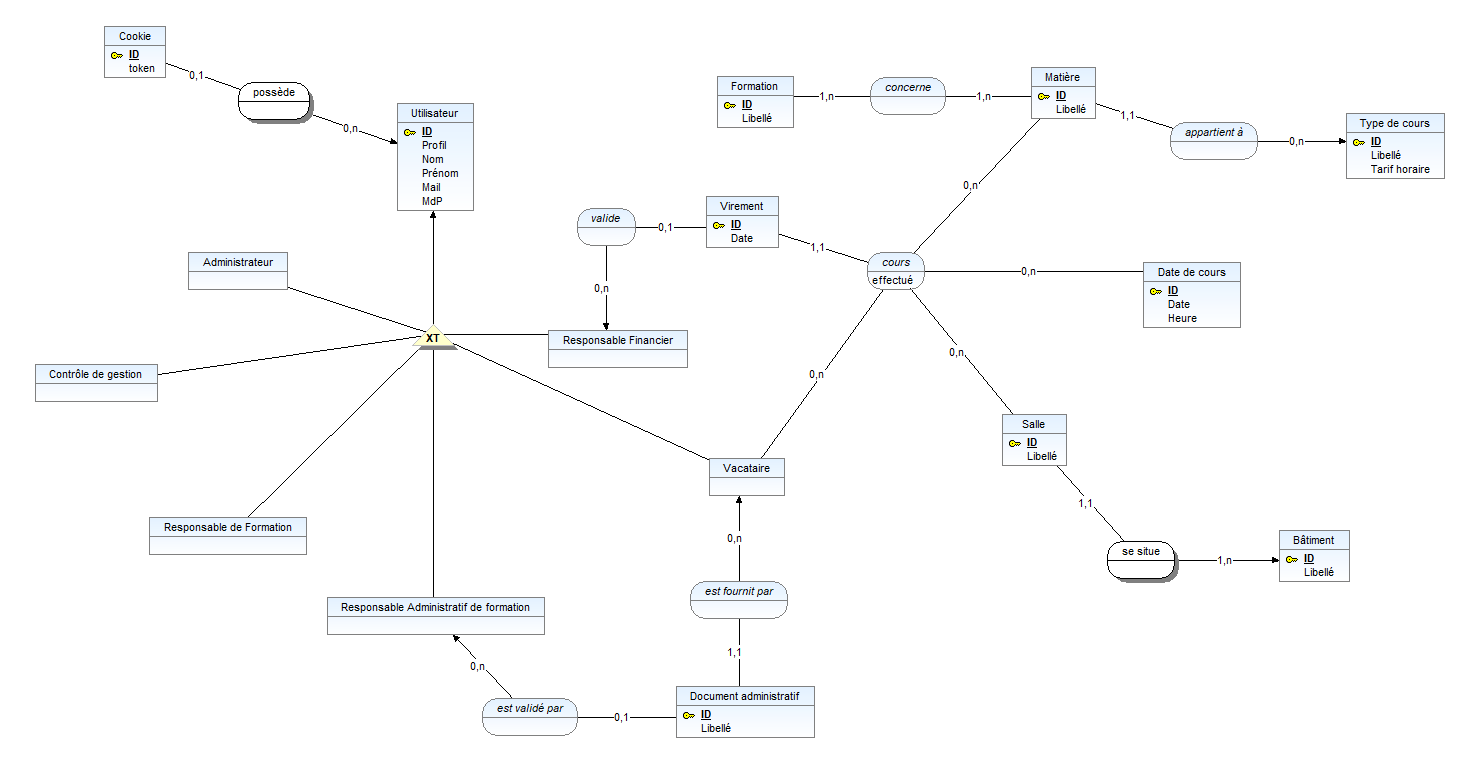 Cookie
ID
token
0,1
possède
0,n
Utilisateur
ID
Profil
Nom
Prénom
Mail
MdP
Formation
ID
Libellé
1,n
concerne
1,n
Matière
ID
Libellé
1,1
appartient à
0,n
Type de cours
ID
Libellé
Tarif horaire
0,n
valide
0,1
Virement
ID
Date
1,1
cours
effectué
0,n
Date de cours
ID
Date
Heure
Administrateur
0,n
XT
Responsable Financier
Contrôle de gestion
0,n
0,n
Salle
ID
Libellé
Vacataire
1,1
Responsable de Formation
0,n
se situe
1,n
Bâtiment
ID
Libellé
est fournit par
Responsable Administratif de formation
1,1
0,n
est validé par
0,1
Document administratif
ID
Libellé